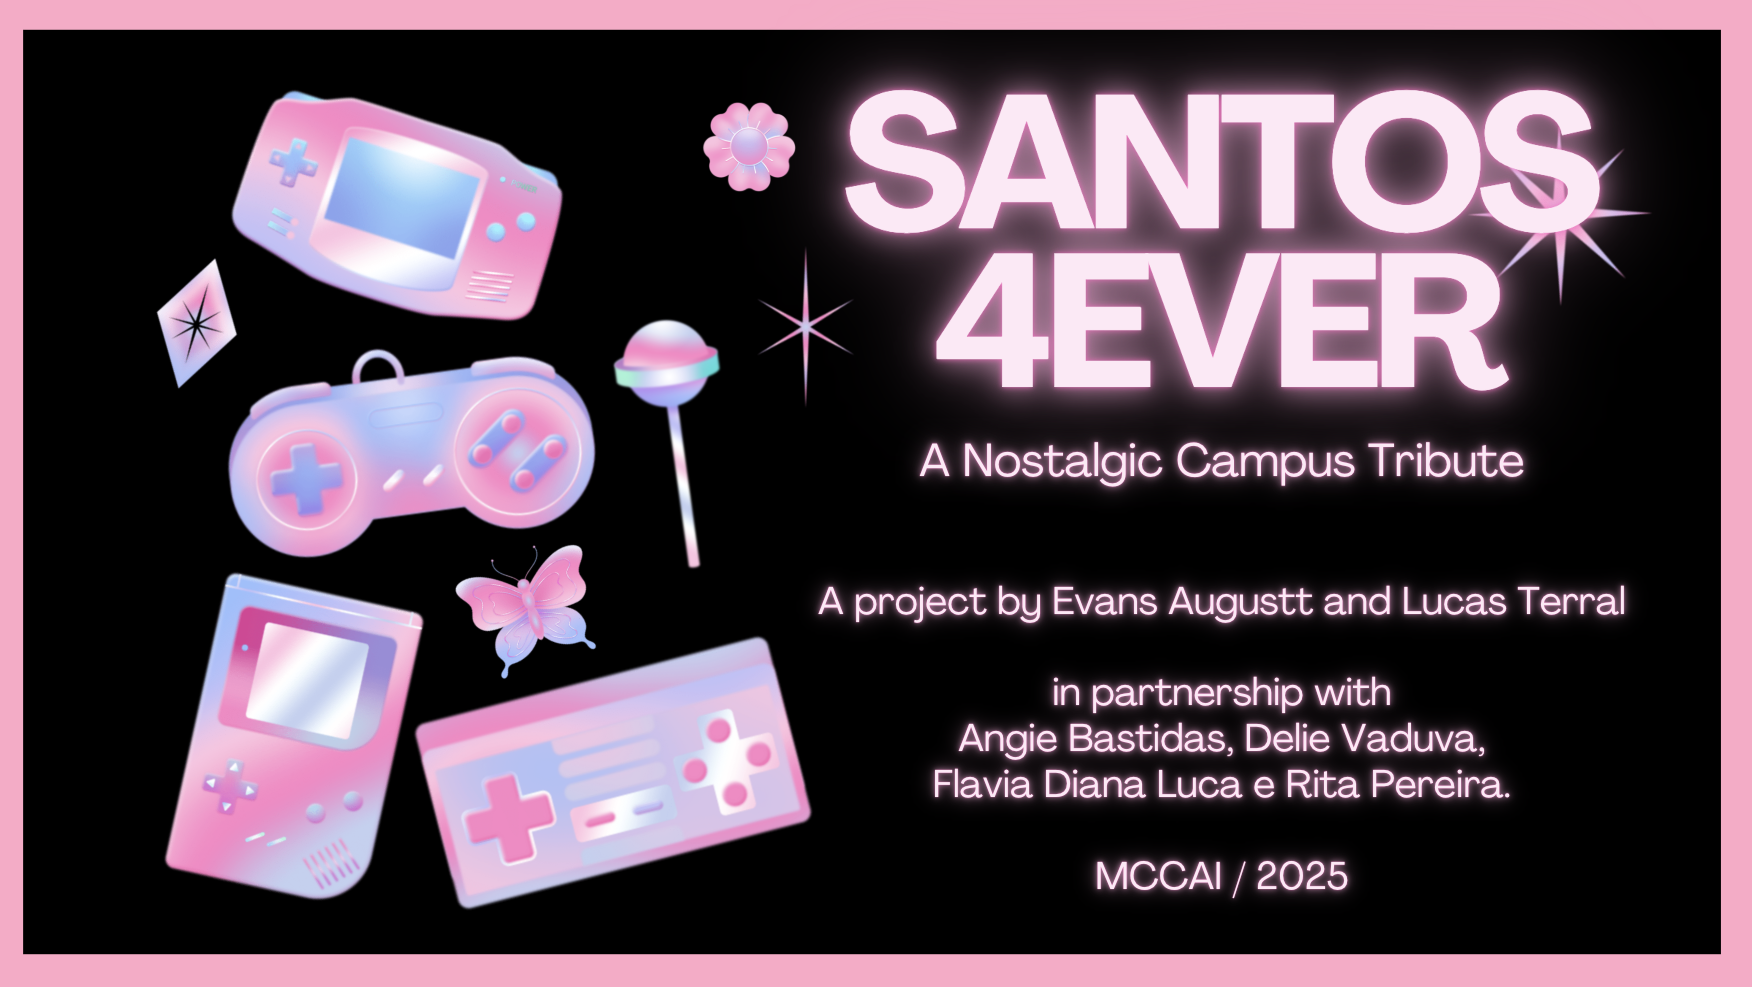 SANTOS
4EVER
A Nostalgic Campus Tribute
A project by Evans Augustt and Lucas Terral
in partnership with
Angie Bastidas, Delie Vaduva,
Flavia Diana Luca e Rita Pereira.
MCCAI / 2025